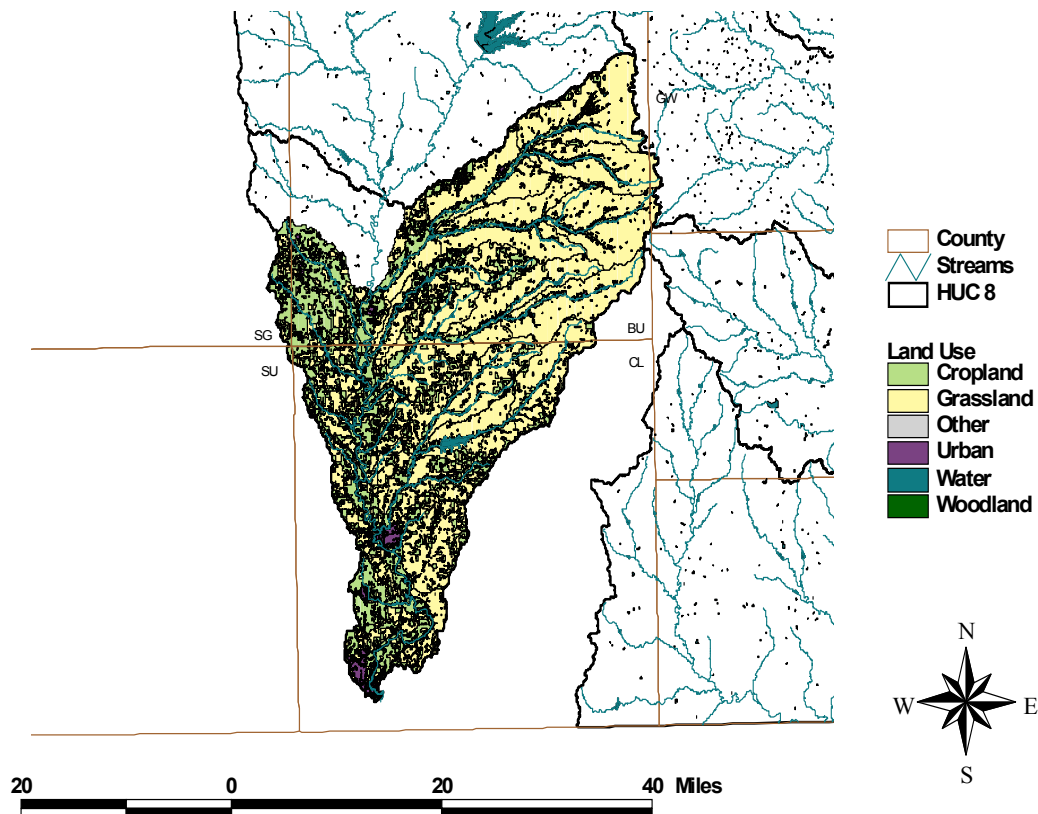 GW
County
Streams
HUC 8
SG
BU
SU
CL
Land Use
Cropland
Grassland
Other
Urban
Water
Woodland
N
W E
S
20 0 20 40 Miles